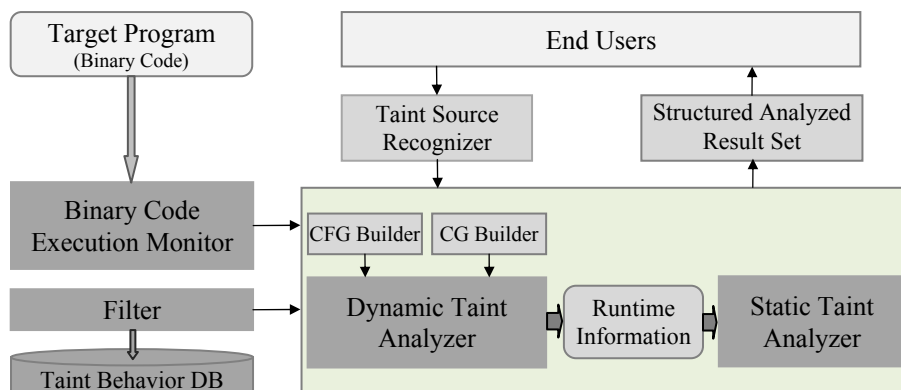 Target Program
(Binary Code)
End Users
Taint Source
Recognizer
Structured Analyzed
Result Set
Binary Code
Execution Monitor
CFG Builder
CG Builder
Filter
Dynamic Taint
Analyzer
Runtime
Information
Static Taint
Analyzer
Taint Behavior DB